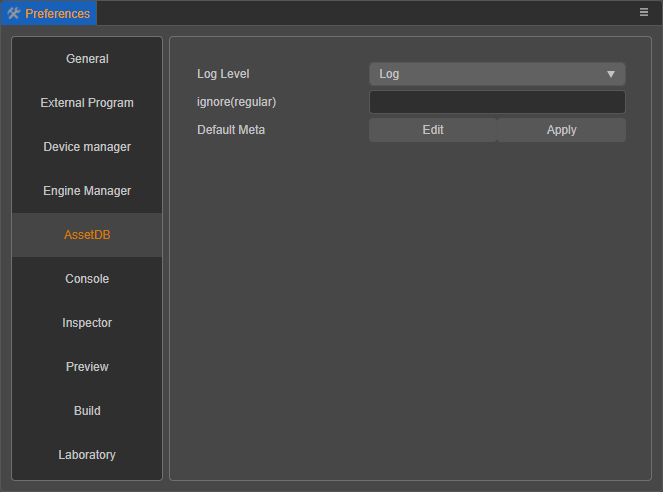 Preferences
General
External Program
Device manager
Engine Manager
AssetDB
Console
Inspector
Preview
Build
Laboratory
Log Level
Log
ignore(regular)
Default Meta
Edit
Apply